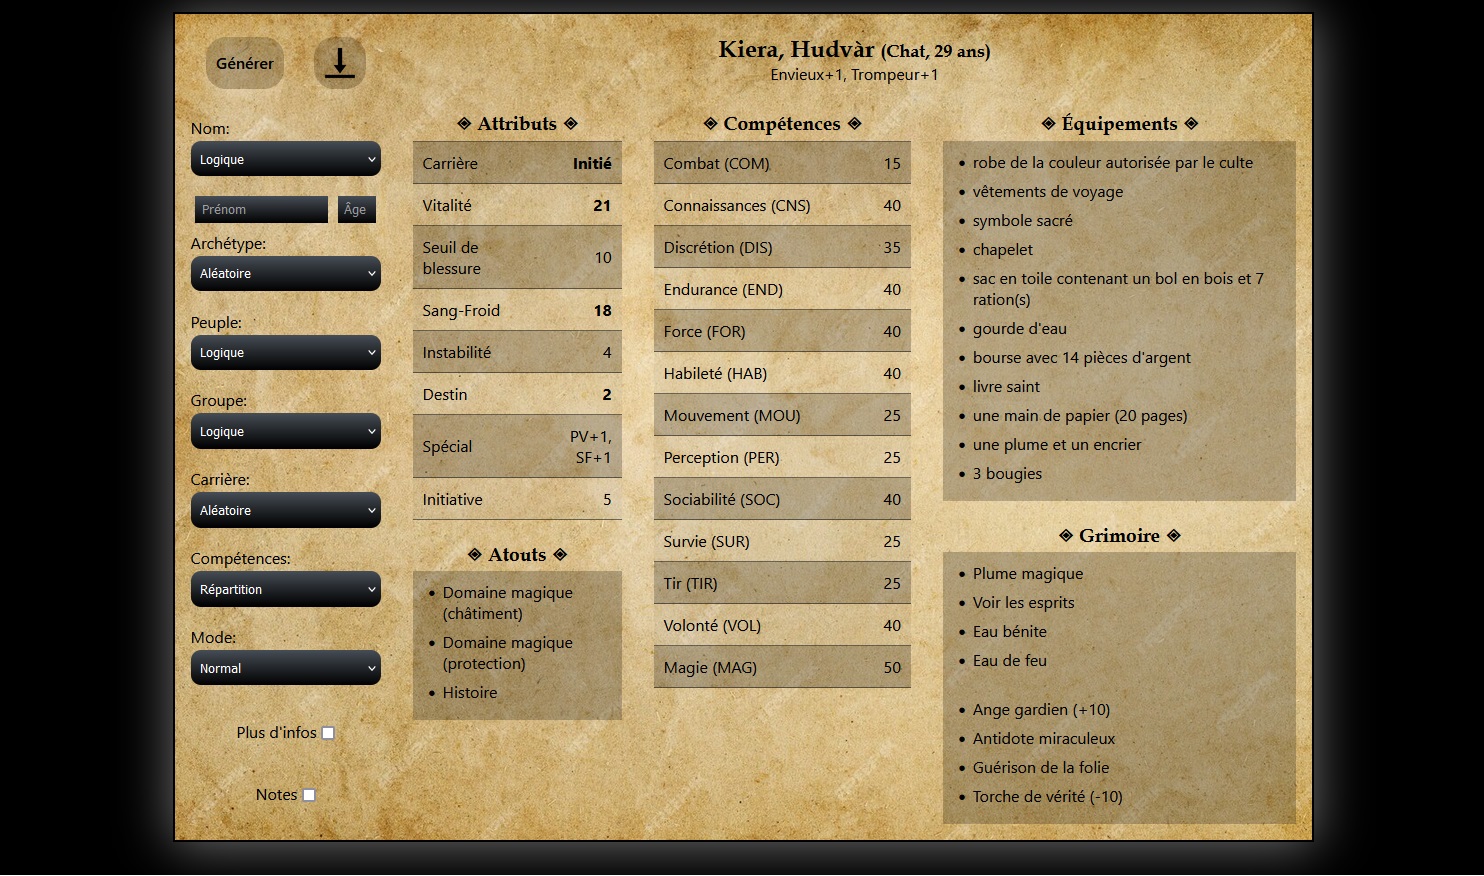 Générer
Kiera, Hudvàr (Chat, 29 ans)
Envieux+1, Trompeur+1
Nom:
Logique
Prénom
Âge
Archétype:
Aléatoire
Peuple:
Logique
Groupe:
Logique
Carrière:
Aléatoire
Compétences:
Répartition
Mode:
Normal
Plus d'infos
Notes
◈ Attributs ◈
Carrière Initié
Vitalité 21
Seuil de
blessure 10
Sang-Froid 18
Instabilité 4
Destin 2
Spécial PV+1,
SF+1
Initiative 5
◈ Atouts ◈
• Domaine magique
(châtiment)
• Domaine magique
(protection)
• Histoire
◈ Compétences ◈
Combat (COM) 15
Connaissances (CNS) 40
Discrétion (DIS) 35
Endurance (END) 40
Force (FOR) 40
Habileté (HAB) 40
Mouvement (MOU) 25
Perception (PER) 25
Sociabilité (SOC) 40
Survie (SUR) 25
Tir (TIR) 25
Volonté (VOL) 40
Magie (MAG) 50
◈ Équipements ◈
• robe de la couleur autorisée par le culte
• vêtements de voyage
• symbole sacré
• chapelet
• sac en toile contenant un bol en bois et 7
ration(s)
• gourde d'eau
• bourse avec 14 pièces d'argent
• livre saint
• une main de papier (20 pages)
• une plume et un encrier
• 3 bougies
◈ Grimoire ◈
• Plume magique
• Voir les esprits
• Eau bénite
• Eau de feu
• Ange gardien (+10)
• Antidote miraculeux
• Guérison de la folie
• Torche de vérité (-10)